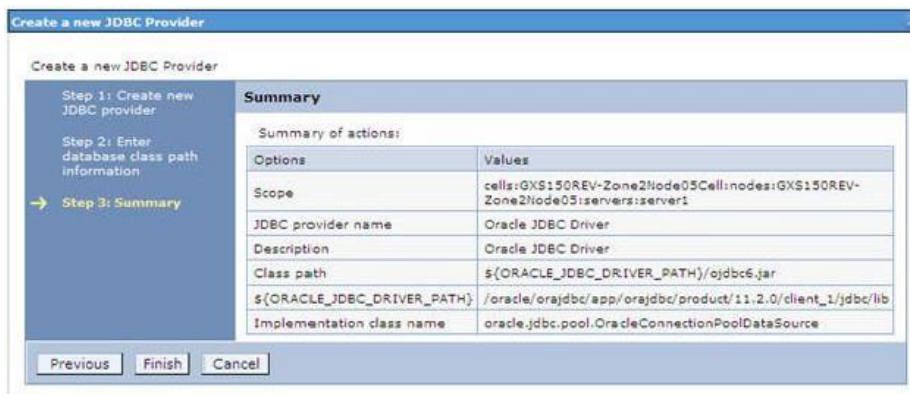 Create a new JDBC Provider
Create a new JDBC Provider
Step 1: Create new
JDBC provider
Step 2: Enter
database class path
information
Step 3: Summary
Summary
Summary of actions:
Options Values
Scope cells:GXS150REV-Zone2Node05Cell:nodes:GXS150REV-
Zone2Node05:servers:server1
JDBC provider name Oracle JDBC Driver
Description Oracle JDBC Driver
Class path ${ORACLE_JDBC_DRIVER_PATH}/ojdbc6.jar
${ORACLE_JDBC_DRIVER_PATH} /oracle/orajdbc/app/orajdbc/product/11.2.0/client_1/jdbc/lib
Implementation class name oracle.jdbc.pool.OracleConnectionPoolDataSource
Previous Finish Cancel